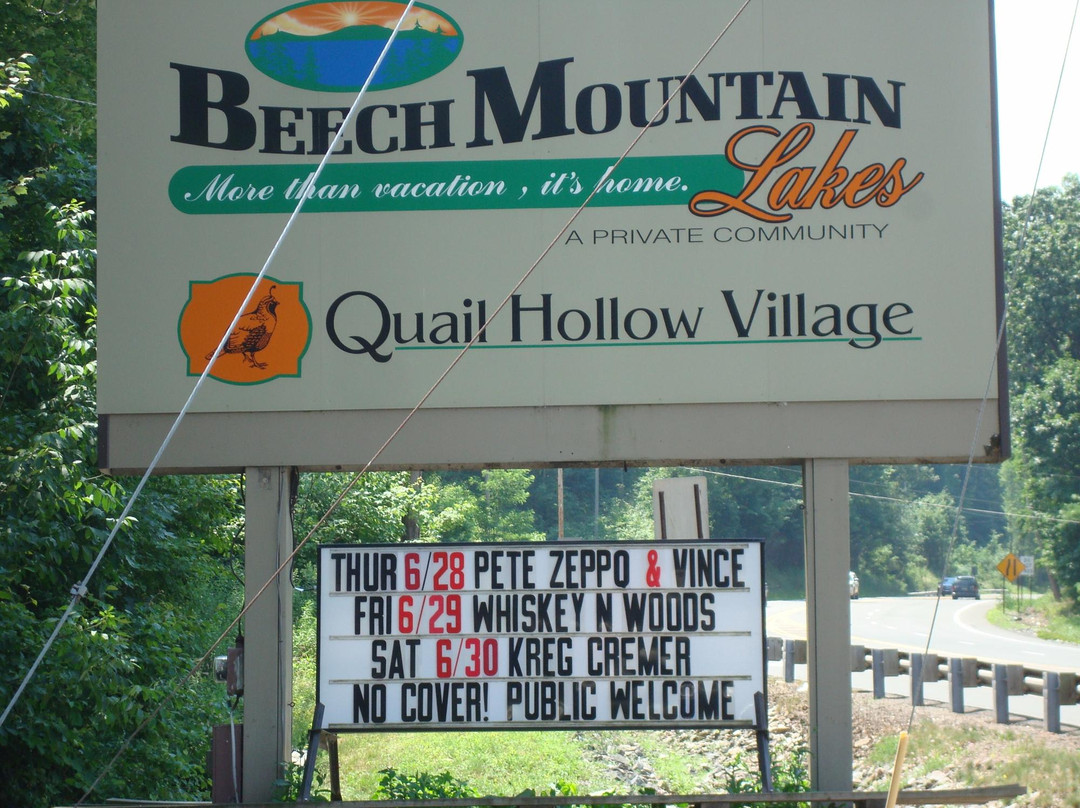 BEECH MOUNTAIN
Lakes
More than vacation, it's home.
A PRIVATE COMMUNITY
Quail Hollow Village
THUR 6/28 PETE ZEPPO & VINCE
FRI 6/29 WHISKEY N WOODS
SAT 6/30 KREG CREMER
NO COVER! PUBLIC WELCOME